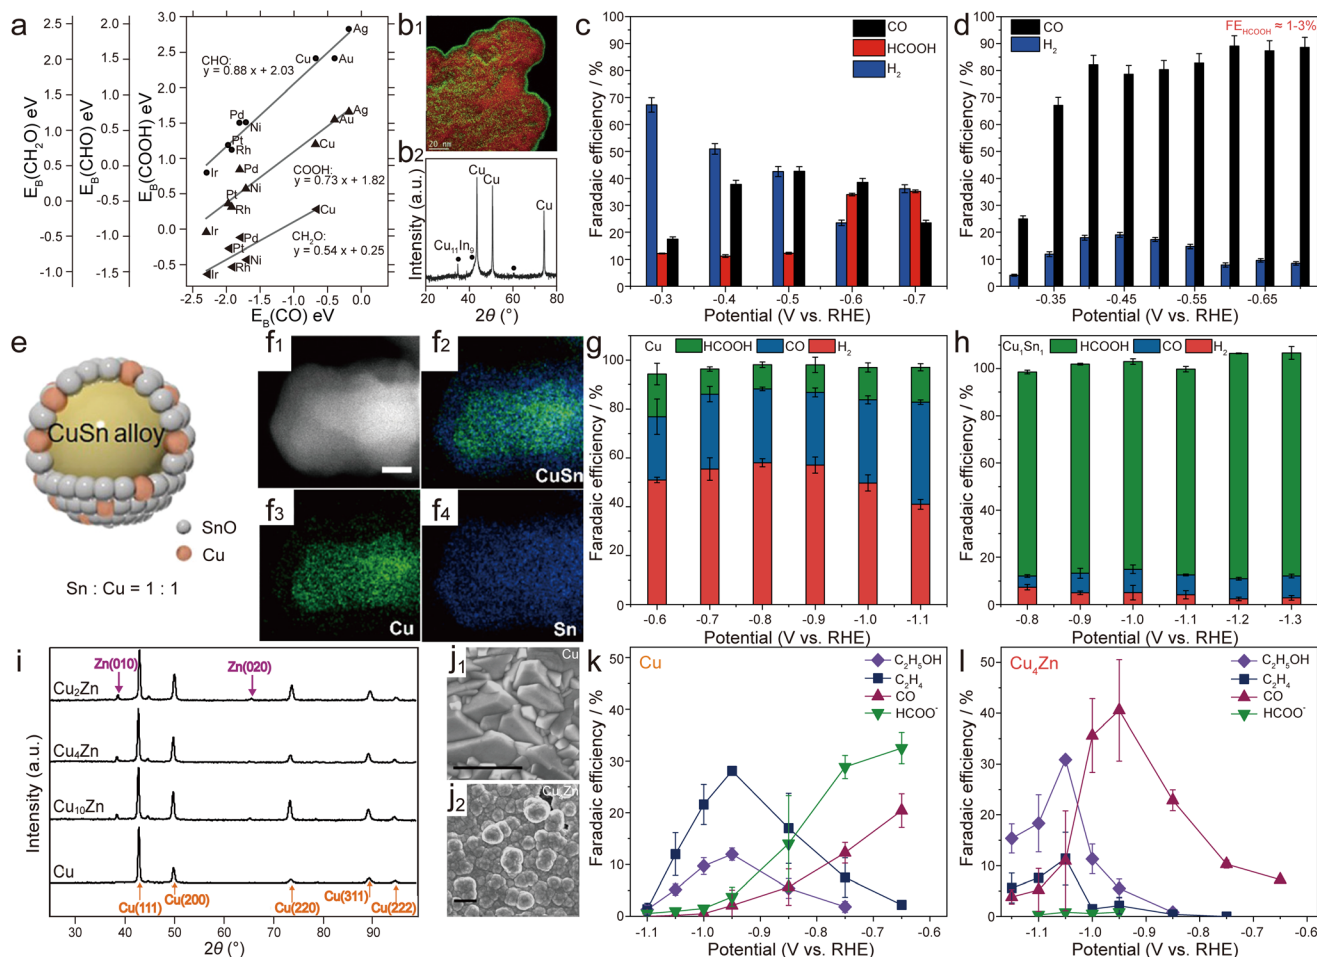 a
E_B(CH₂O) eV
2.5
2.0
1.5
1.0
0.5
0.0
-0.5
-1.0
E_B(CHO) eV
2.0
1.5
1.0
0.5
0.0
-0.5
-1.0
-1.5
E_B(COOH) eV
3.0
2.5
2.0
1.5
1.0
0.5
0.0
-0.5
CHO:
y = 0.88 x + 2.03
COOH:
y = 0.73 x + 1.82
CH₂O:
y = 0.54 x + 0.25
Ag
Cu
Au
Pd
Ni
Pt
Rh
Ir
Ag
Au
Cu
Pd
Ni
Pt
Rh
Ir
Cu
Pd
Pt
Ni
Rh
Ir
-2.5 -2.0 -1.5 -1.0 -0.5 0.0
E_B(CO) eV
b1
20 nm
b2
Intensity (a.u.)
Cu
Cu
Cu
Cu₁₁In₉
20 40 60 80
2θ (°)
c
CO
HCOOH
H₂
Faradaic efficiency / %
100
90
80
70
60
50
40
30
20
10
0
-0.3 -0.4 -0.5 -0.6 -0.7
Potential (V vs. RHE)
d
CO
H₂
FE_HCOOH ≈ 1-3%
Faradaic efficiency / %
100
90
80
70
60
50
40
30
20
10
0
-0.35 -0.45 -0.55 -0.65
Potential (V vs. RHE)
e
CuSn alloy
SnO
Cu
Sn : Cu = 1 : 1
f1
f2
CuSn
f3
Cu
f4
Sn
g
Cu HCOOH CO H₂
Faradaic efficiency / %
100
80
60
40
20
0
-0.6 -0.7 -0.8 -0.9 -1.0 -1.1
Potential (V vs. RHE)
h
Cu₁Sn₁ HCOOH CO H₂
Faradaic efficiency / %
100
80
60
40
20
0
-0.8 -0.9 -1.0 -1.1 -1.2 -1.3
Potential (V vs. RHE)
i
Intensity (a.u.)
Zn(010)
Zn(020)
Cu₂Zn
Cu₄Zn
Cu₁₀Zn
Cu
Cu(111)
Cu(200)
Cu(220)
Cu(311)
Cu(222)
30 40 50 60 70 80 90
2θ (°)
j1
Cu
j2
Cu₄Zn
k
Cu
C₂H₅OH
C₂H₄
CO
HCOO⁻
Faradaic efficiency / %
50
40
30
20
10
0
-1.1 -1.0 -0.9 -0.8 -0.7 -0.6
Potential (V vs. RHE)
l
Cu₄Zn
C₂H₅OH
C₂H₄
CO
HCOO⁻
Faradaic efficiency / %
50
40
30
20
10
0
-1.1 -1.0 -0.9 -0.8 -0.7 -0.6
Potential (V vs. RHE)